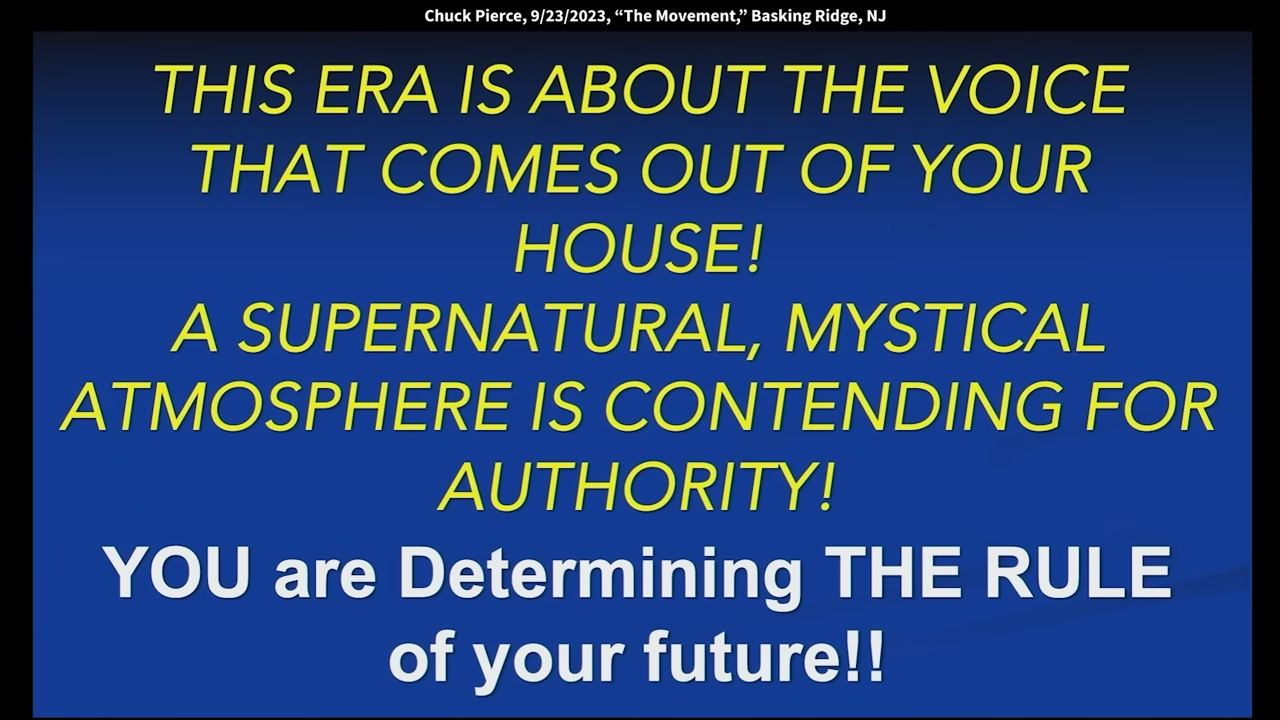 Chuck Pierce, 9/23/2023, “The Movement,” Basking Ridge, NJ
THIS ERA IS ABOUT THE VOICE
THAT COMES OUT OF YOUR
HOUSE!
A SUPERNATURAL, MYSTICAL
ATMOSPHERE IS CONTENDING FOR
AUTHORITY!
YOU are Determining THE RULE
of your future!!